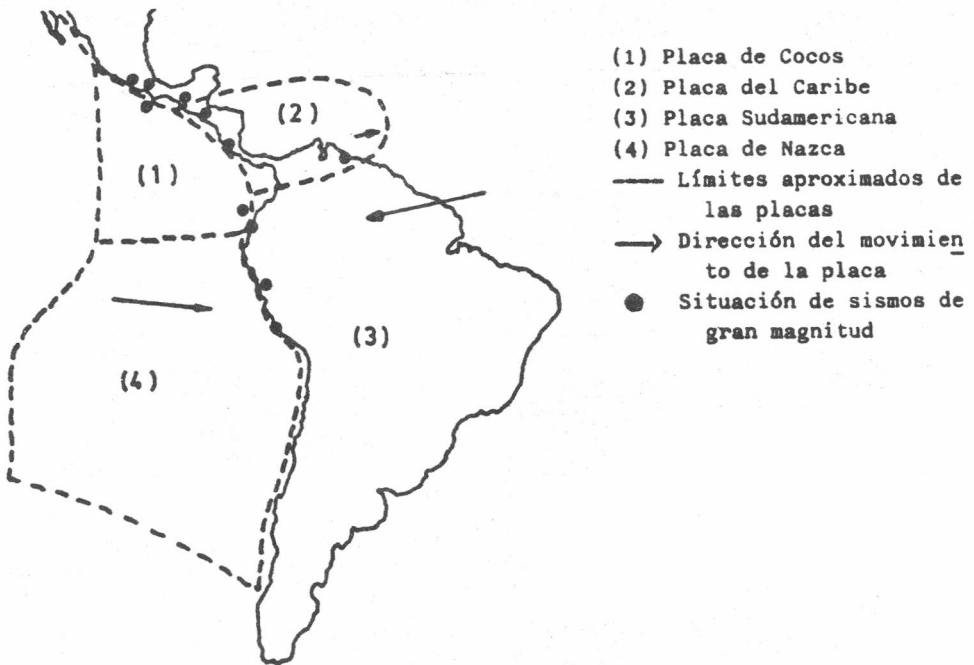 (1) Placa de Cocos
(2) Placa del Caribe
(3) Placa Sudamericana
(4) Placa de Nazca
Límites aproximados de
las placas
Dirección del movimien
to de la placa
Situación de sismos de
gran magnitud
(2)
(1)
(3)
(4)